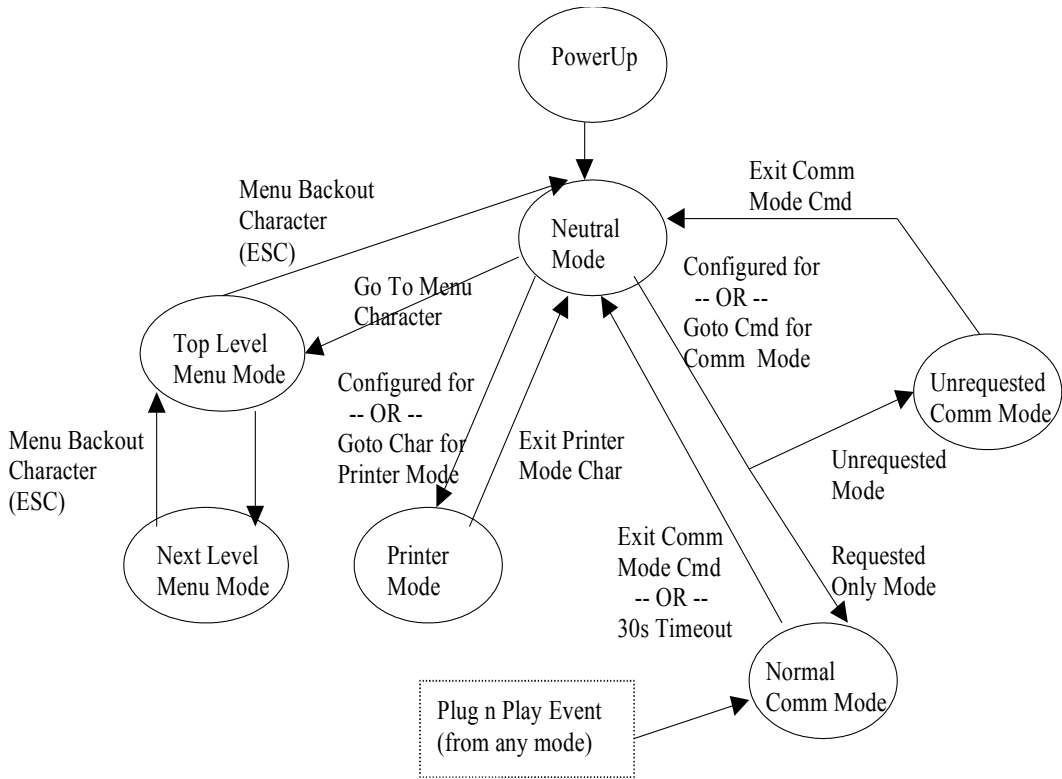 PowerUp
Exit Comm
Mode Cmd
Menu Backout
Character
(ESC)
Neutral
Mode
Configured for
-- OR --
Goto Cmd for
Comm Mode
Go To Menu
Character
Top Level
Menu Mode
Configured for
-- OR --
Goto Char for
Printer Mode
Unrequested
Comm Mode
Menu Backout
Character
(ESC)
Exit Printer
Mode Char
Unrequested
Mode
Next Level
Menu Mode
Printer
Mode
Exit Comm
Mode Cmd
-- OR --
30s Timeout
Requested
Only Mode
Normal
Comm Mode
Plug n Play Event
(from any mode)